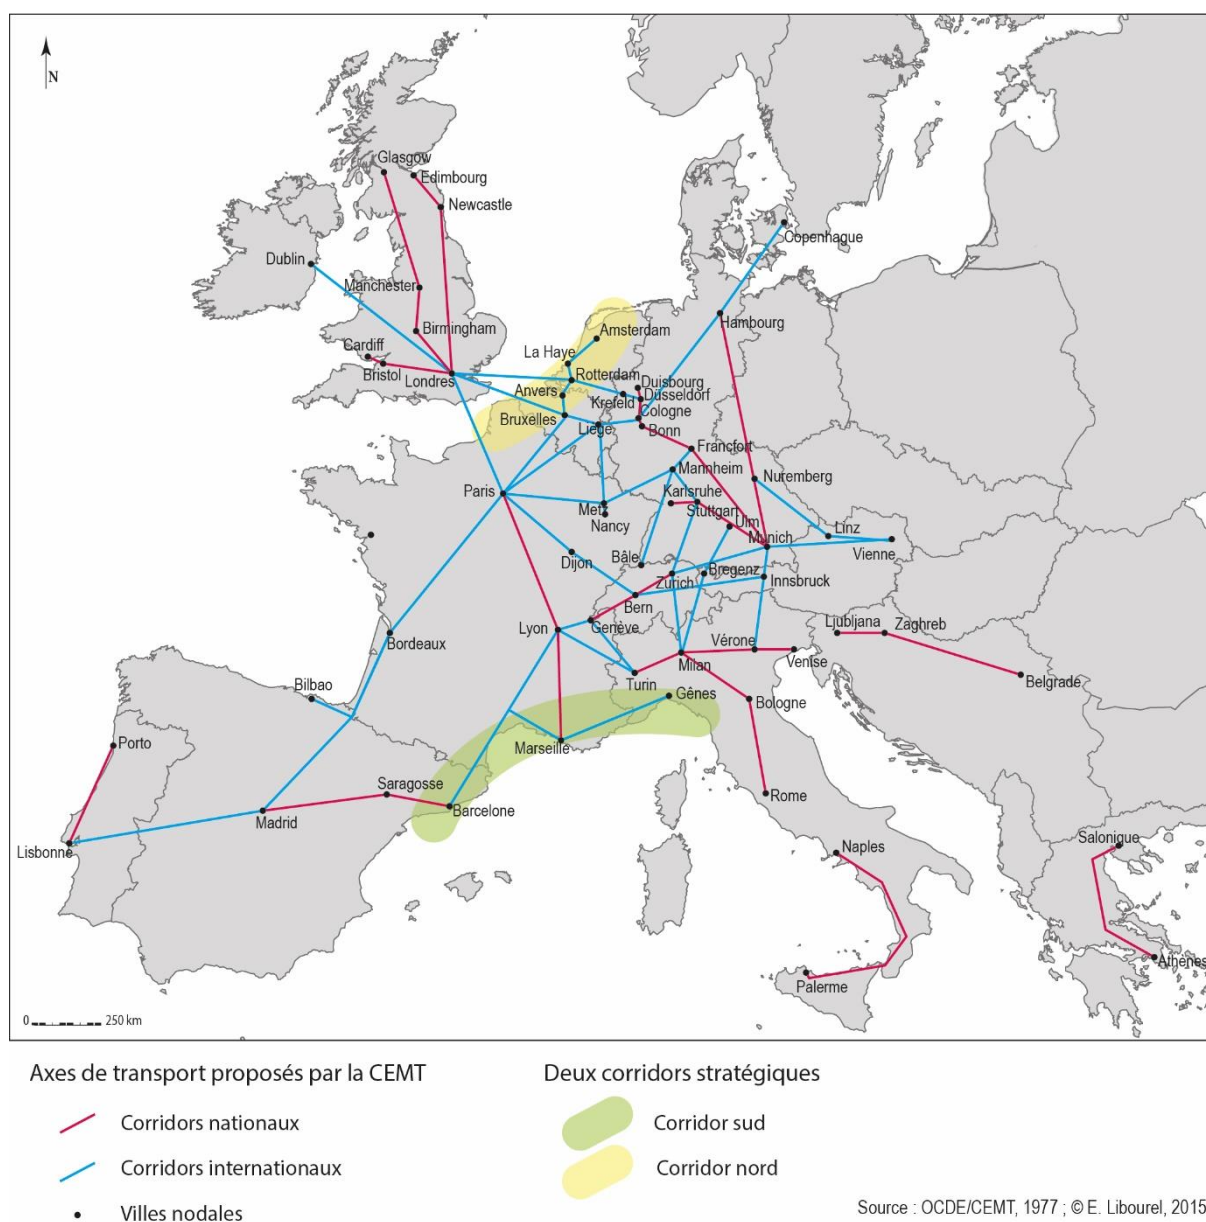 N
Glasgow
Edimbourg
Newcastle
Dublin
Copenhague
Manchester
Hambourg
Birmingham
Amsterdam
Cardiff
La Haye
Bristol
Londres
Rotterdam
Duisbourg
Anvers
Krefeld
Düsseldorf
Bruxelles
Cologne
Liège
Bonn
Francfort
Mannheim
Nuremberg
Paris
Karlsruhe
Metz
Stuttgart
Nancy
Ulm
Linz
Munich
Vienne
Dijon
Bâle
Zürich
Bregenz
Innsbruck
Bern
Lyon
Genève
Ljubljana
Zaghreb
Bordeaux
Vérone
Milan
Venise
Turin
Belgrade
Bilbao
Gênes
Bologne
Porto
Marseille
Saragosse
Rome
Madrid
Barcelone
Lisbonne
Naples
Salonique
Palerme
Athènes
0 250 km
Axes de transport proposés par la CEMT
Corridors nationaux
Corridors internationaux
Villes nodales
Deux corridors stratégiques
Corridor sud
Corridor nord
Source : OCDE/CEMT, 1977 ; © E. Libourel, 2015